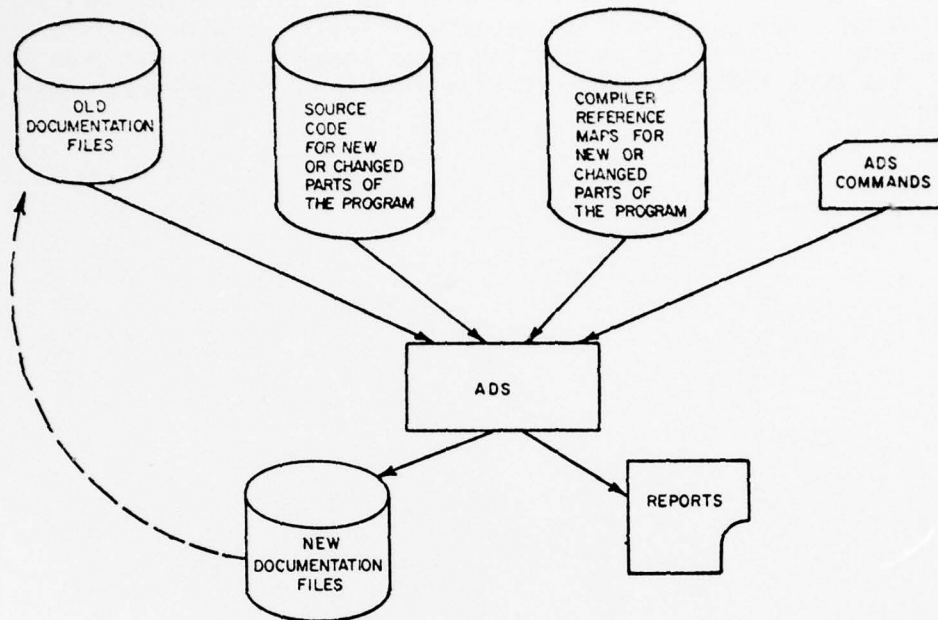 OLD
DOCUMENTATION
FILES
SOURCE
CODE
FOR NEW
OR CHANGED
PARTS OF
THE PROGRAM
COMPILER
REFERENCE
MAPS FOR
NEW OR
CHANGED
PARTS OF
THE PROGRAM
ADS
COMMANDS
ADS
NEW
DOCUMENTATION
FILES
REPORTS